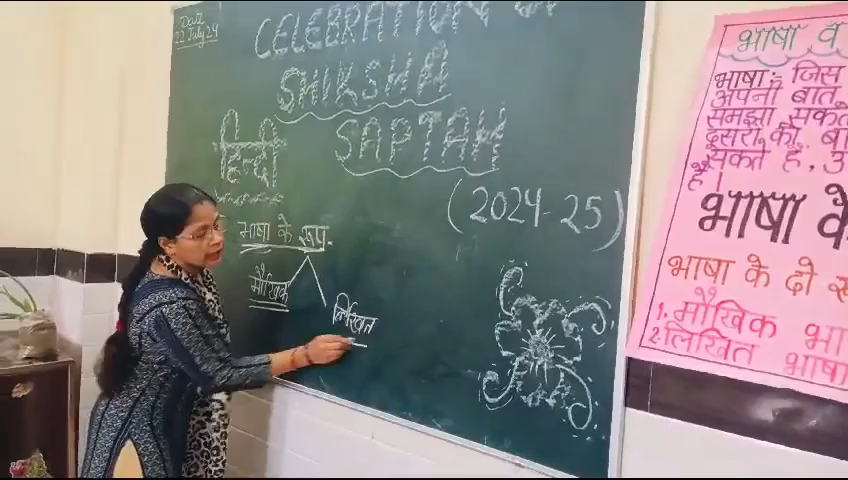 Date
22 July 24
CELEBRATION OF
SHIKSHA
SAPTAH
(2024-25)
हिन्दी
भाषा के रूप
मौखिक
लिखित
भाषा
भाषा: जिस
अपनी बात
समझा सकते
दूसरों की
सकते हैं, उ
है।
भाषा के
भाषा के दो
1. मौखिक भाषा
2. लिखित भाषा